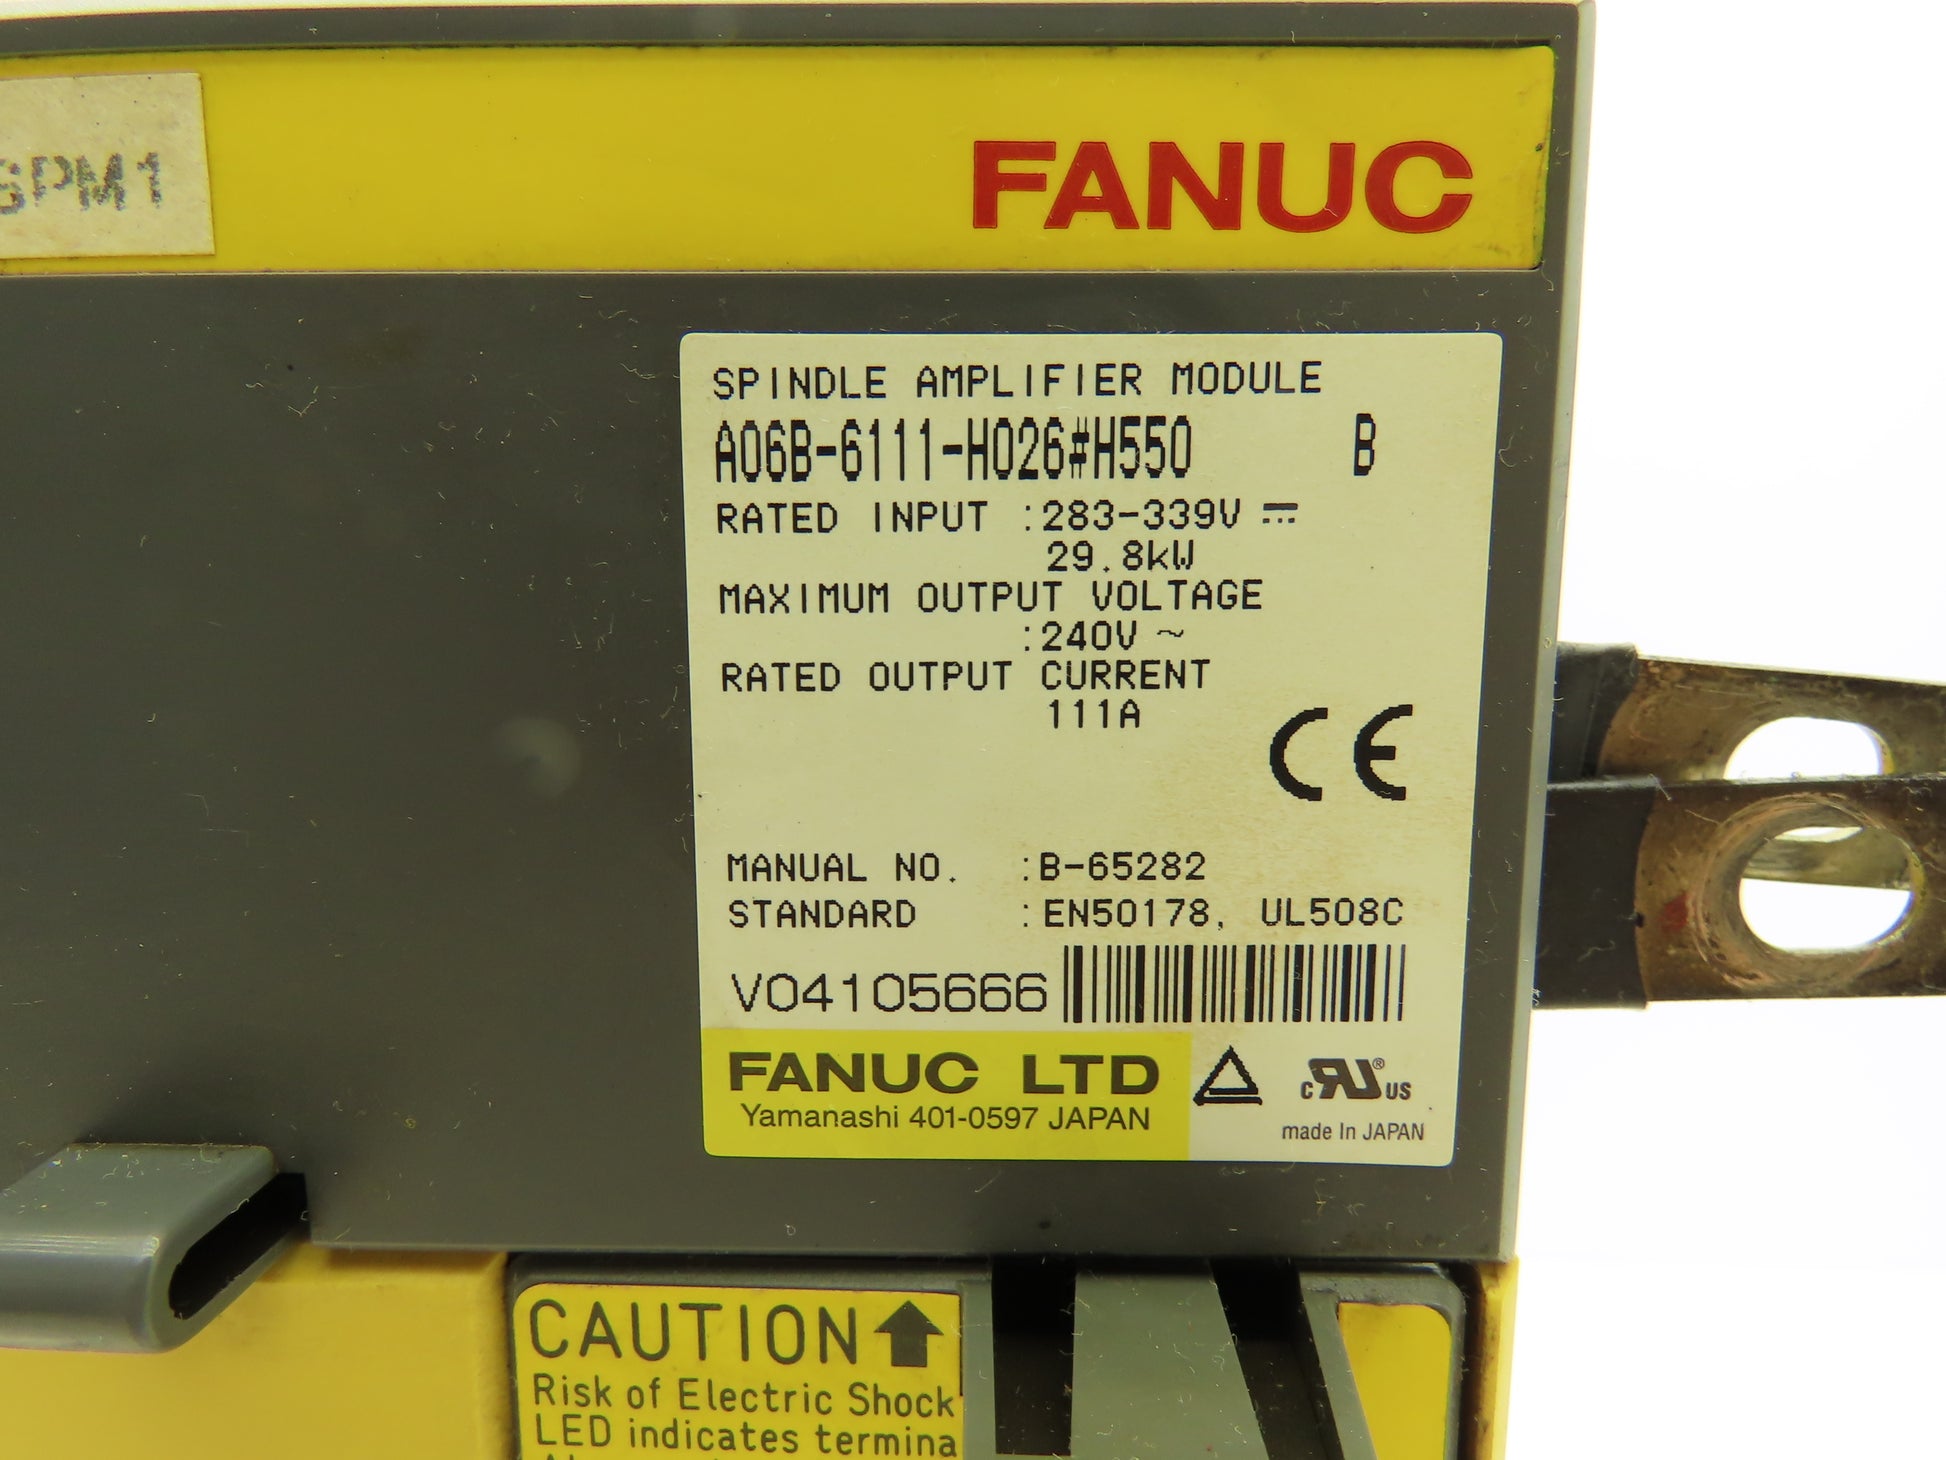 SPM1
FANUC
SPINDLE AMPLIFIER MODULE
A06B-6111-H026#H550 B
RATED INPUT :283-339V ⎓
29.8kW
MAXIMUM OUTPUT VOLTAGE
:240V ~
RATED OUTPUT CURRENT
111A
CE
MANUAL NO. :B-65282
STANDARD :EN50178, UL508C
V04105666
FANUC LTD
Yamanashi 401-0597 JAPAN
c RU ® US
made In JAPAN
CAUTION
Risk of Electric Shock
LED indicates termina